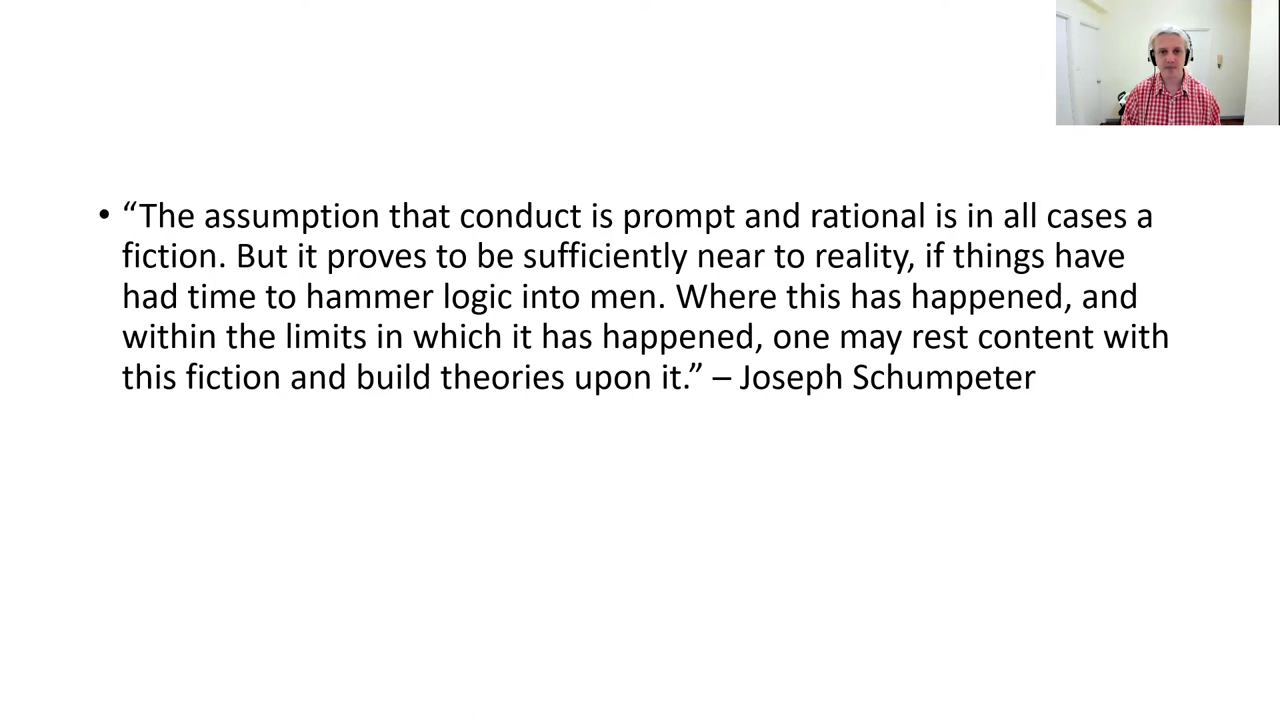 • “The assumption that conduct is prompt and rational is in all cases a
fiction. But it proves to be sufficiently near to reality, if things have
had time to hammer logic into men. Where this has happened, and
within the limits in which it has happened, one may rest content with
this fiction and build theories upon it.” – Joseph Schumpeter